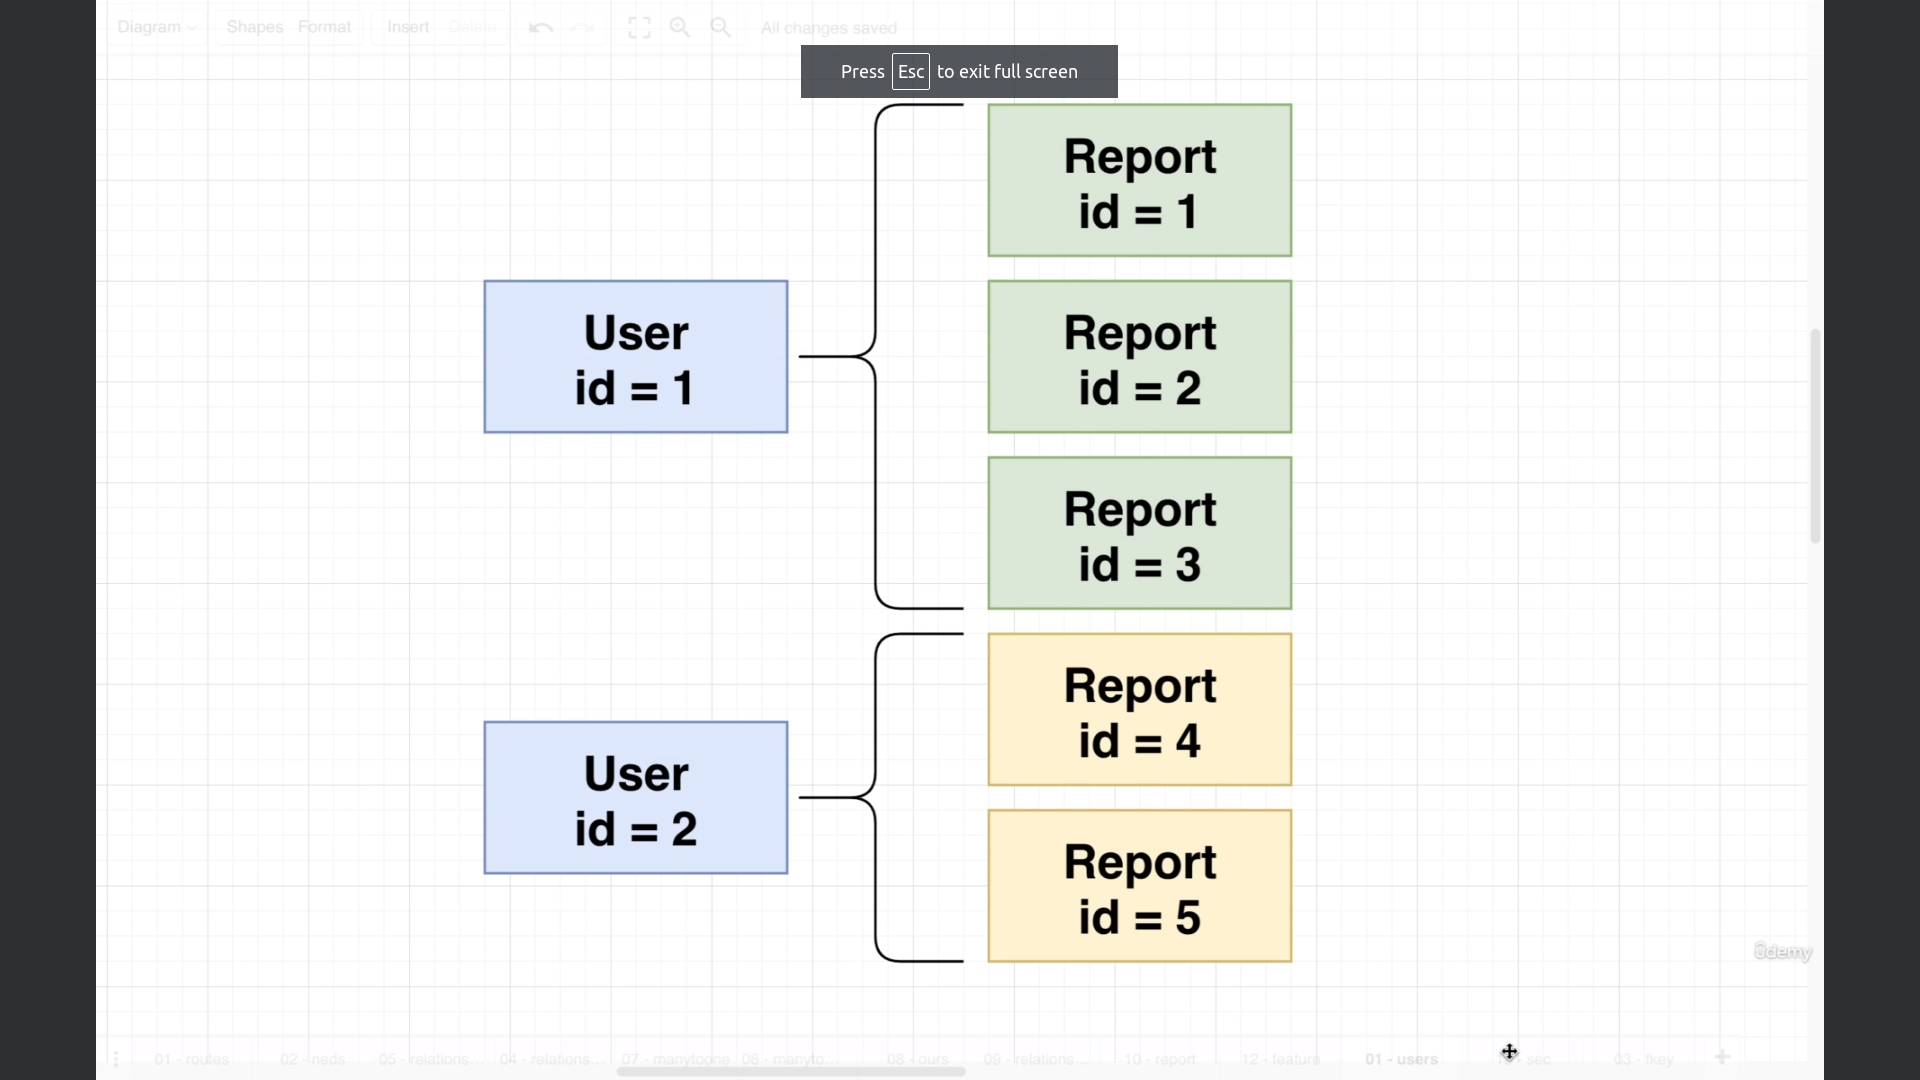 Diagram Shapes Format Insert Delete All changes saved
Press Esc to exit full screen
Report
id = 1
User
id = 1
Report
id = 2
Report
id = 3
Report
id = 4
User
id = 2
Report
id = 5
ûdemy
01 - routes 02 - neds 05 - relations... 04 - relations... 07 - manytoone 08 - manyto... 08 - ours 09 - relations... 10 - report 12 - feature 01 - users sec 03 - fkey